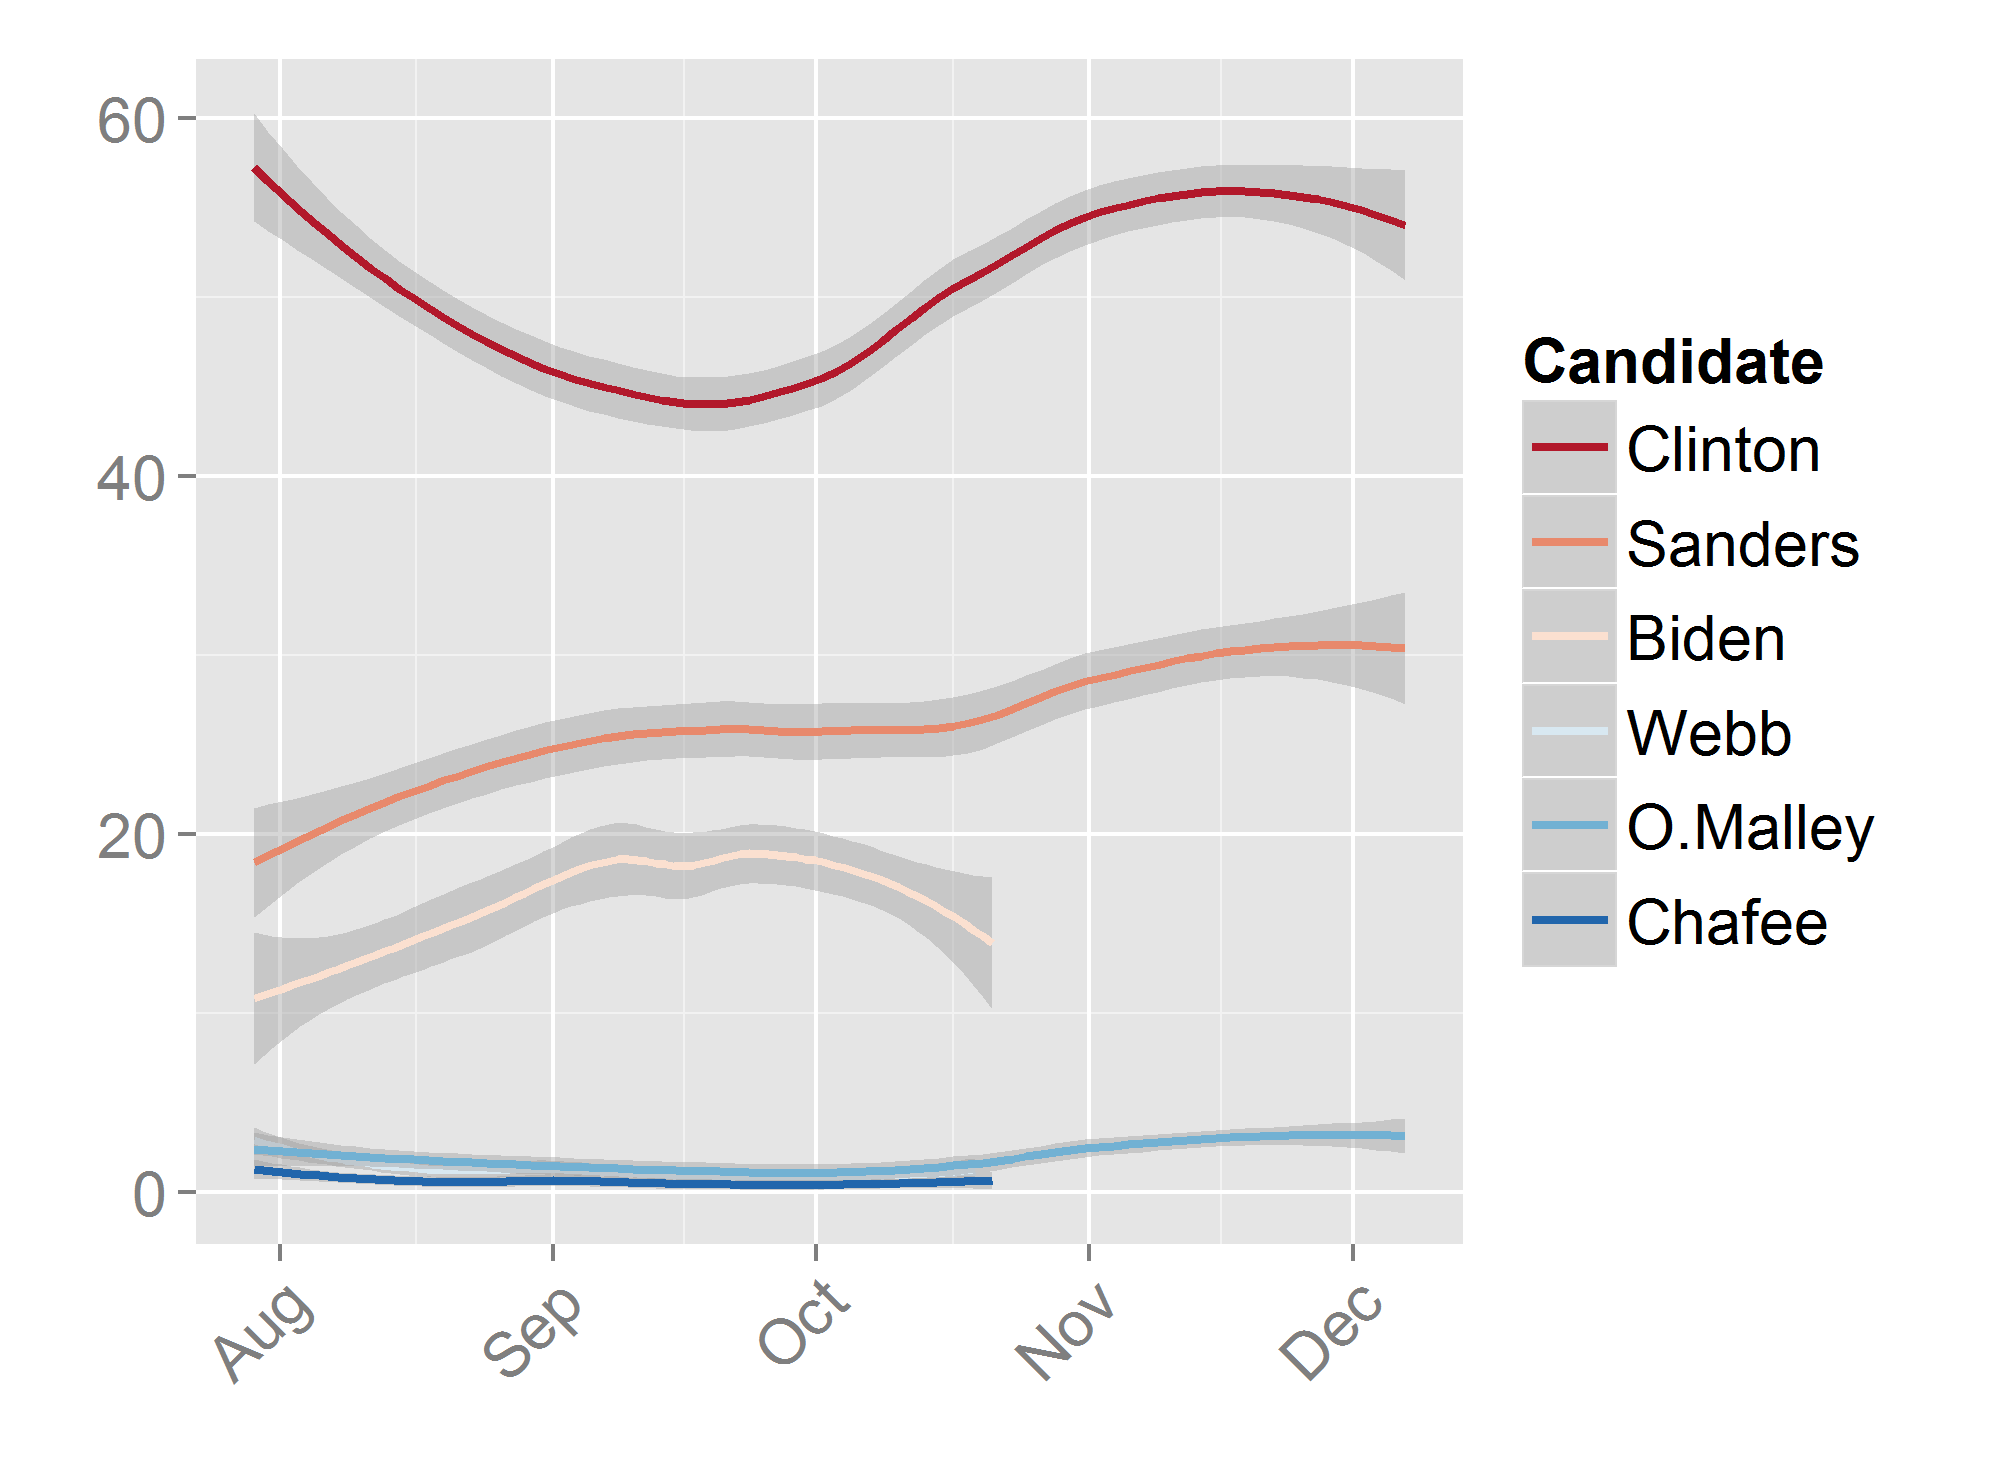 60
40
20
0
Aug
Sep
Oct
Nov
Dec
Candidate
Clinton
Sanders
Biden
Webb
O.Malley
Chafee